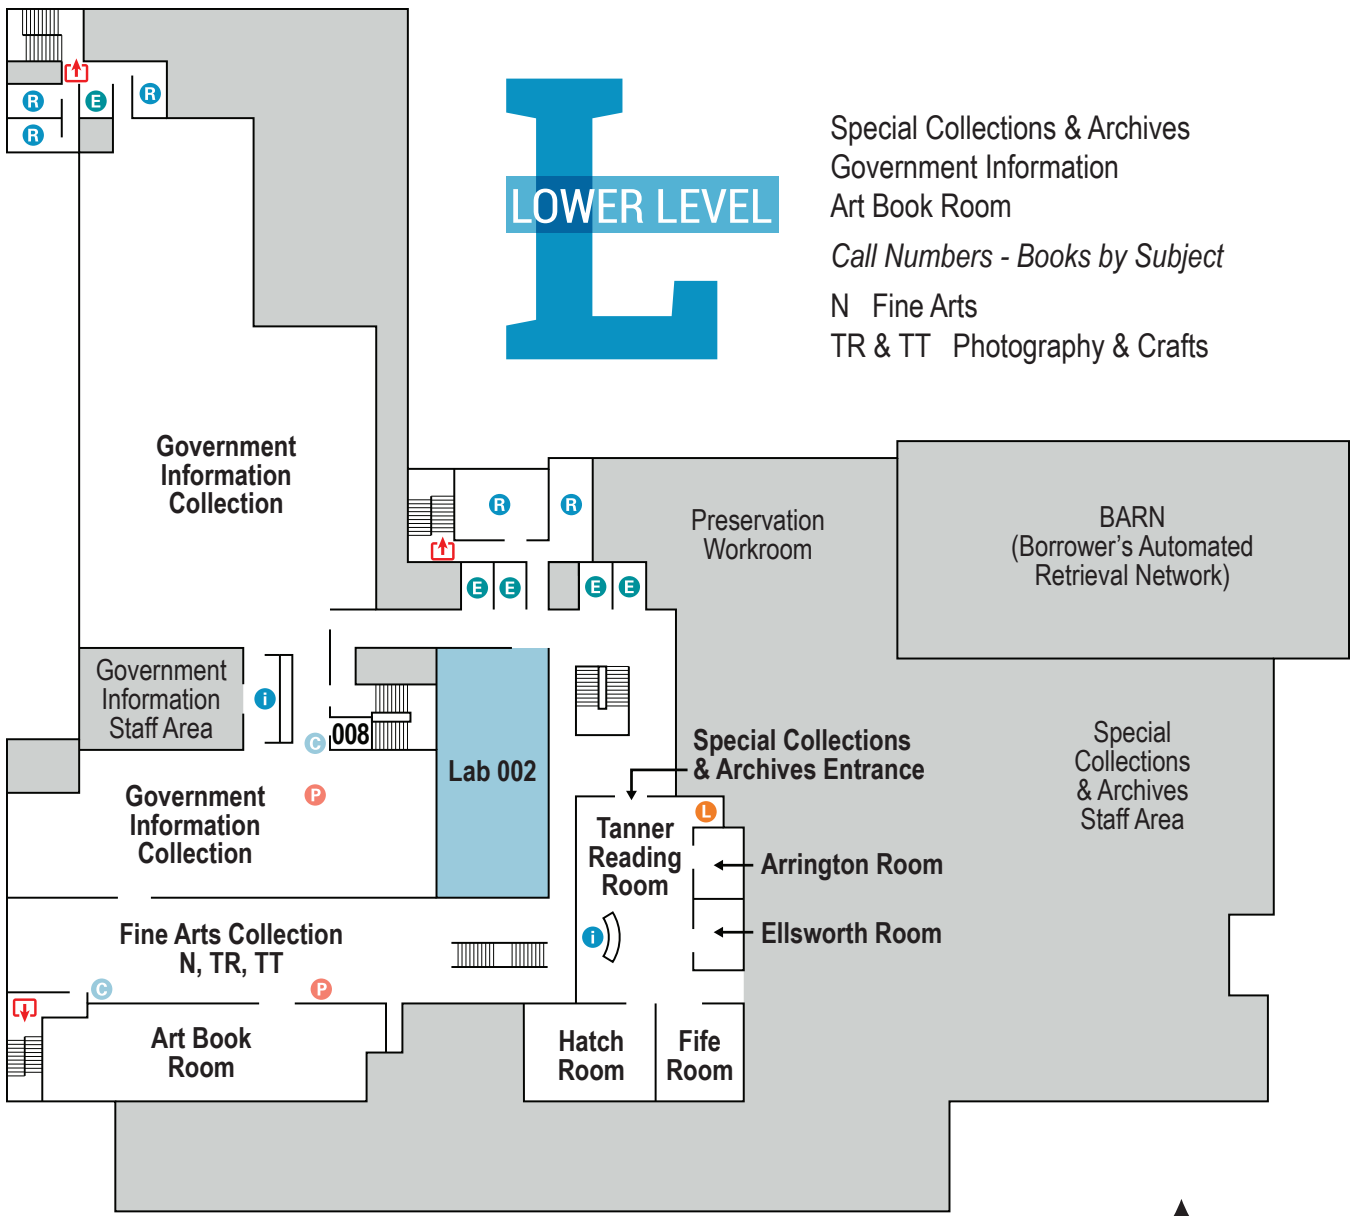 LOWER LEVEL
Special Collections & Archives
Government Information
Art Book Room
Call Numbers - Books by Subject
N Fine Arts
TR & TT Photography & Crafts
R
E
R
R
Government
Information
Collection
R
R
Preservation
Workroom
BARN
(Borrower's Automated
Retrieval Network)
E
E
E
E
Government
Information
Staff Area
i
C
008
P
Government
Information
Collection
Lab 002
Special Collections
& Archives Entrance
Special
Collections
& Archives
Staff Area
L
Tanner
Reading
Room
Arrington Room
Ellsworth Room
i
Fine Arts Collection
N, TR, TT
C
P
Art Book
Room
Hatch
Room
Fife
Room